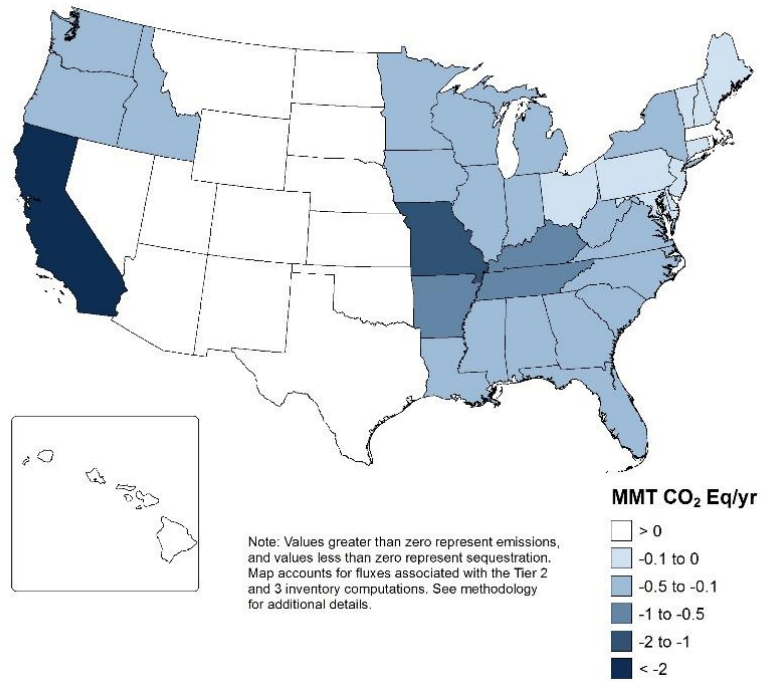 Note: Values greater than zero represent emissions,
and values less than zero represent sequestration.
Map accounts for fluxes associated with the Tier 2
and 3 inventory computations. See methodology
for additional details.
MMT CO₂ Eq/yr
> 0
-0.1 to 0
-0.5 to -0.1
-1 to -0.5
-2 to -1
< -2